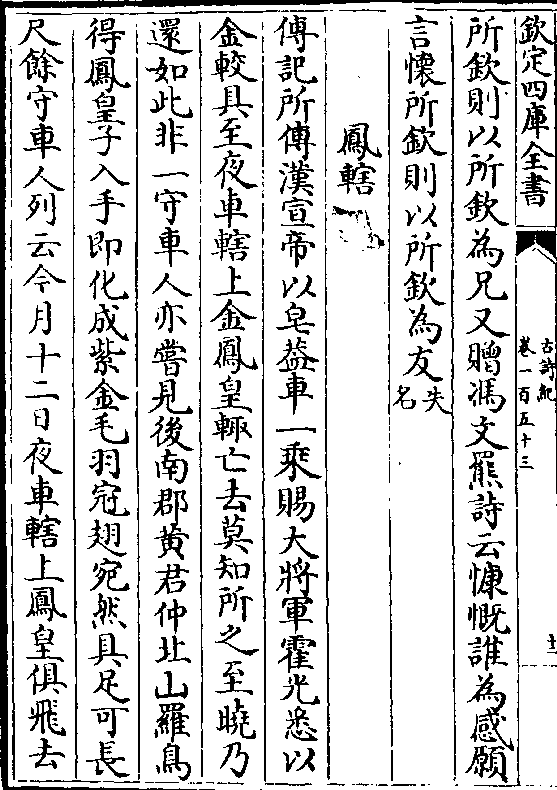 欽定四庫全書
古詩紀
卷一百五十三
十二
所欽則以所欽為兄又贈馮文羆詩云慷慨誰為感願
言懷所欽則以所欽為友失名
鳳轄
傳記所傳漢宣帝以皂葢車一乘賜大將軍霍光悉以
金較具至夜車轄上金鳳皇輒亡去莫知所之至曉乃
還如此非一守車人亦嘗見後南郡黄君仲北山羅鳥
得鳳皇子入手即化成紫金毛羽冠翅宛然具足可長
尺餘守車人列云今月十二日夜車轄上鳳皇俱飛去